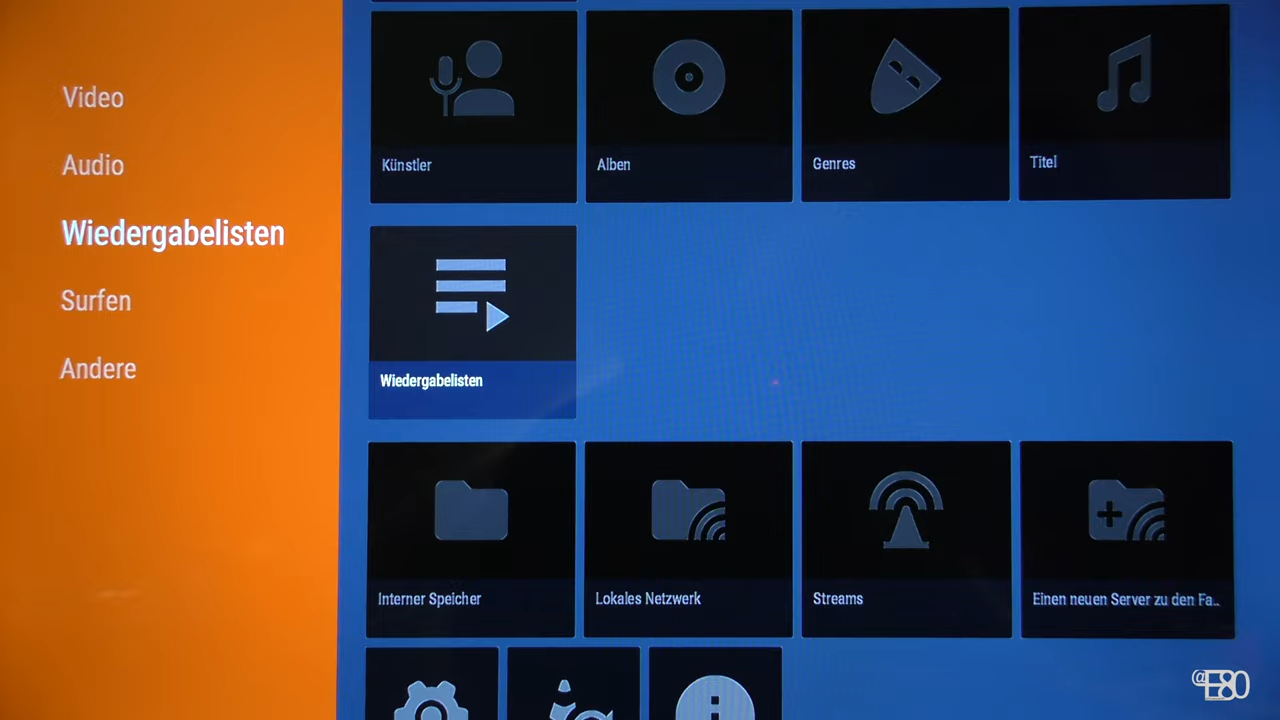 Video
Audio
Wiedergabelisten
Surfen
Andere
Künstler
Alben
Genres
Titel
Wiedergabelisten
Interner Speicher
Lokales Netzwerk
Streams
Einen neuen Server zu den Fa..
@E80